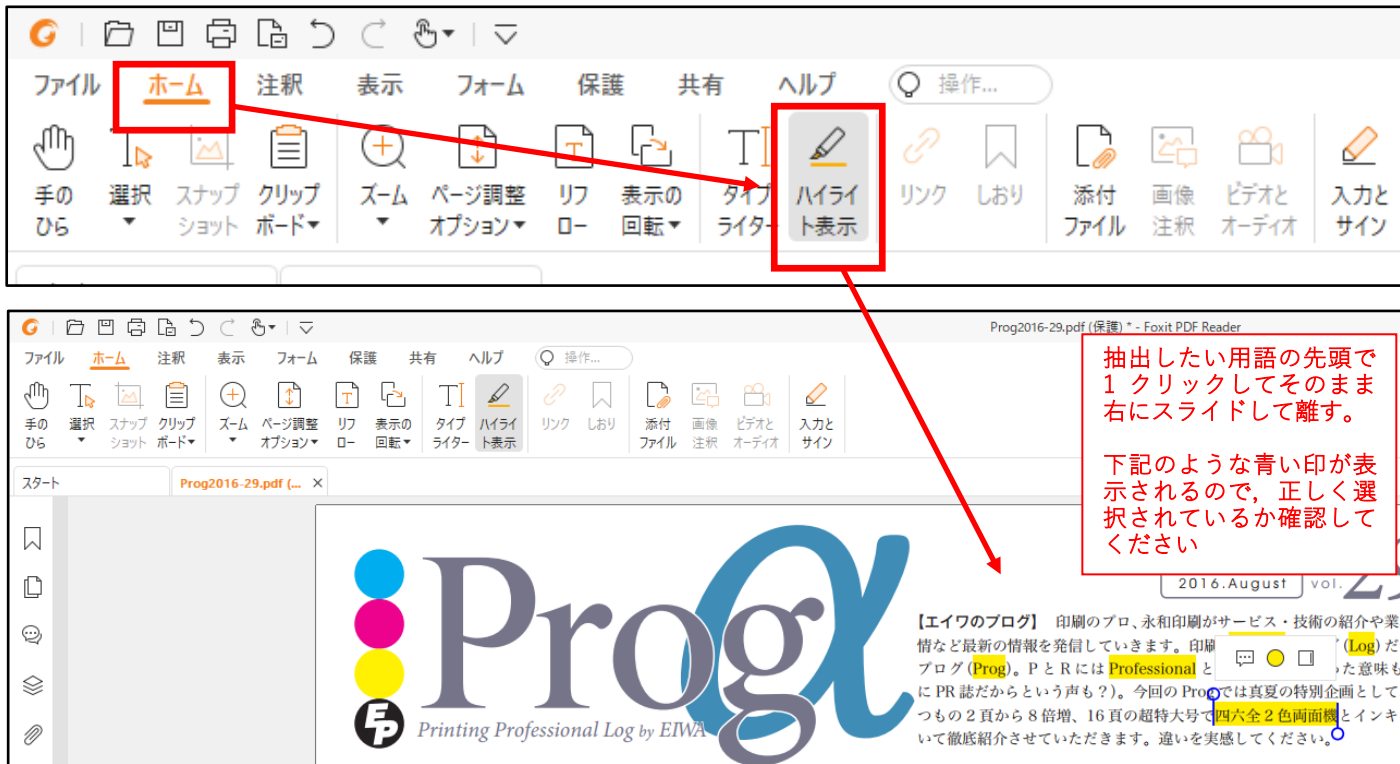 ファイル ホーム 注釈 表示 フォーム 保護 共有 ヘルプ 操作...
手の 選択 スナップ クリップ ズーム ページ調整 リフ 表示の タイプ ハイライ リンク しおり 添付 画像 ビデオと 入力と
ひら ショット ボード オプション ロー 回転 ライター ト表示 ファイル 注釈 オーディオ サイン
Prog2016-29.pdf (保護) * - Foxit PDF Reader
ファイル ホーム 注釈 表示 フォーム 保護 共有 ヘルプ 操作...
手の 選択 スナップ クリップ ズーム ページ調整 リフ 表示の タイプ ハイライ リンク しおり 添付 画像 ビデオと 入力と
ひら ショット ボード オプション ロー 回転 ライター ト表示 ファイル 注釈 オーディオ サイン
抽出したい用語の先頭で
1 クリックしてそのまま
右にスライドして離す。
下記のような青い印が表
示されるので，正しく選
択されているか確認して
ください
スタート Prog2016-29.pdf (...
Progα
EP
Printing Professional Log by EIWA
2016.August vol.
【エイワのブログ】 印刷のプロ、永和印刷がサービス・技術の紹介や業
情など最新の情報を発信していきます。印刷 (Log) だ
プログ (Prog)。P と R には Professional と った意味も
に PR 誌だからという声も？)。今回の Prog では真夏の特別企画として
つもの 2 頁から 8 倍増、16 頁の超特大号で四六全 2 色両面機とインキ
いて徹底紹介させていただきます。違いを実感してください。